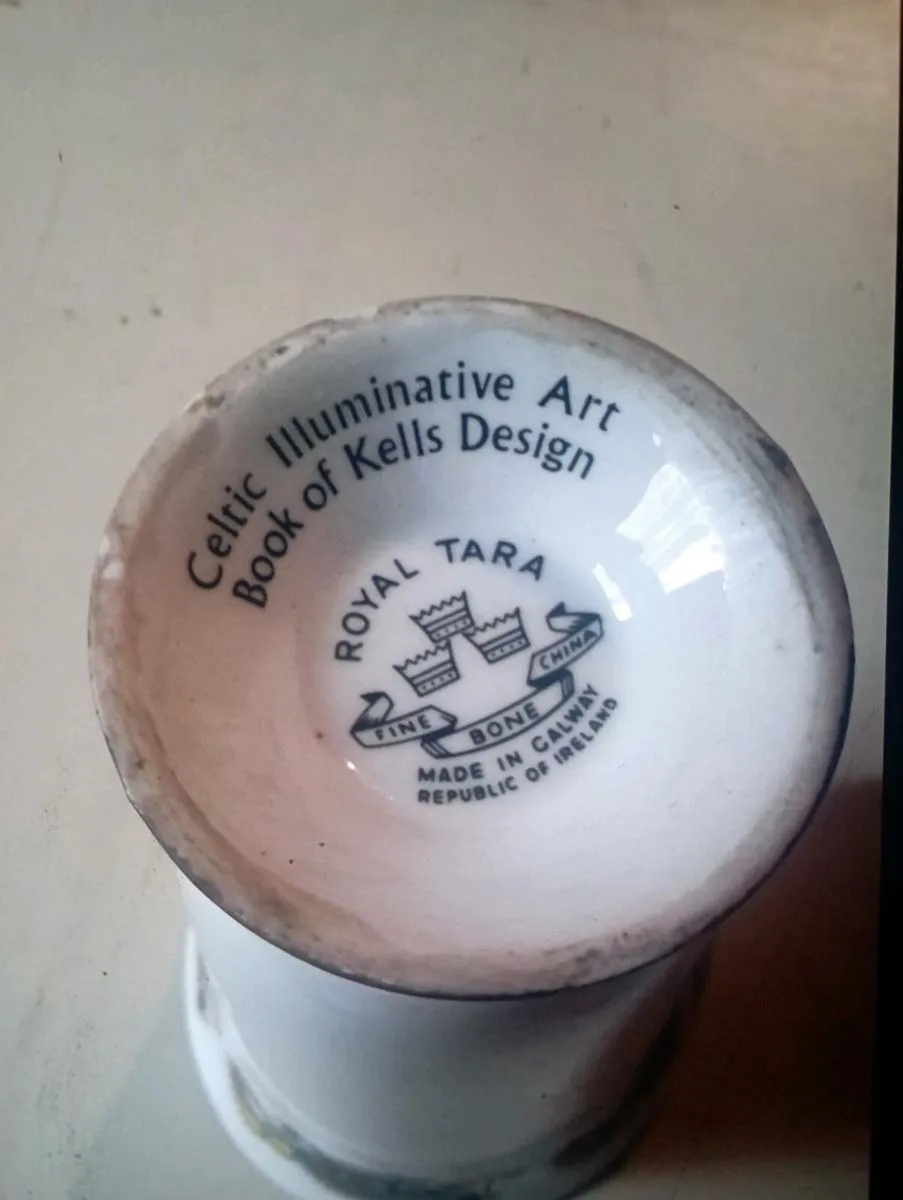 Celtic Illuminative Art
Book of Kells Design
ROYAL TARA
FINE BONE CHINA
MADE IN GALWAY
REPUBLIC OF IRELAND